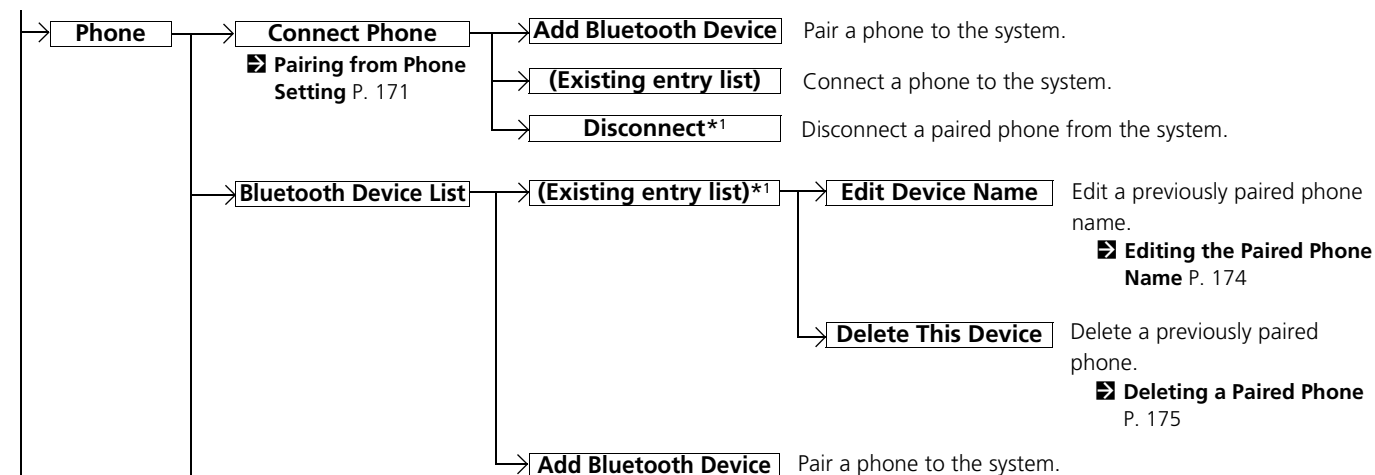 Phone
Connect Phone
Pairing from Phone
Setting P. 171
Add Bluetooth Device
Pair a phone to the system.
(Existing entry list)
Connect a phone to the system.
Disconnect*1
Disconnect a paired phone from the system.
Bluetooth Device List
(Existing entry list)*1
Edit Device Name
Edit a previously paired phone
name.
Editing the Paired Phone
Name P. 174
Delete This Device
Delete a previously paired
phone.
Deleting a Paired Phone
P. 175
Add Bluetooth Device
Pair a phone to the system.